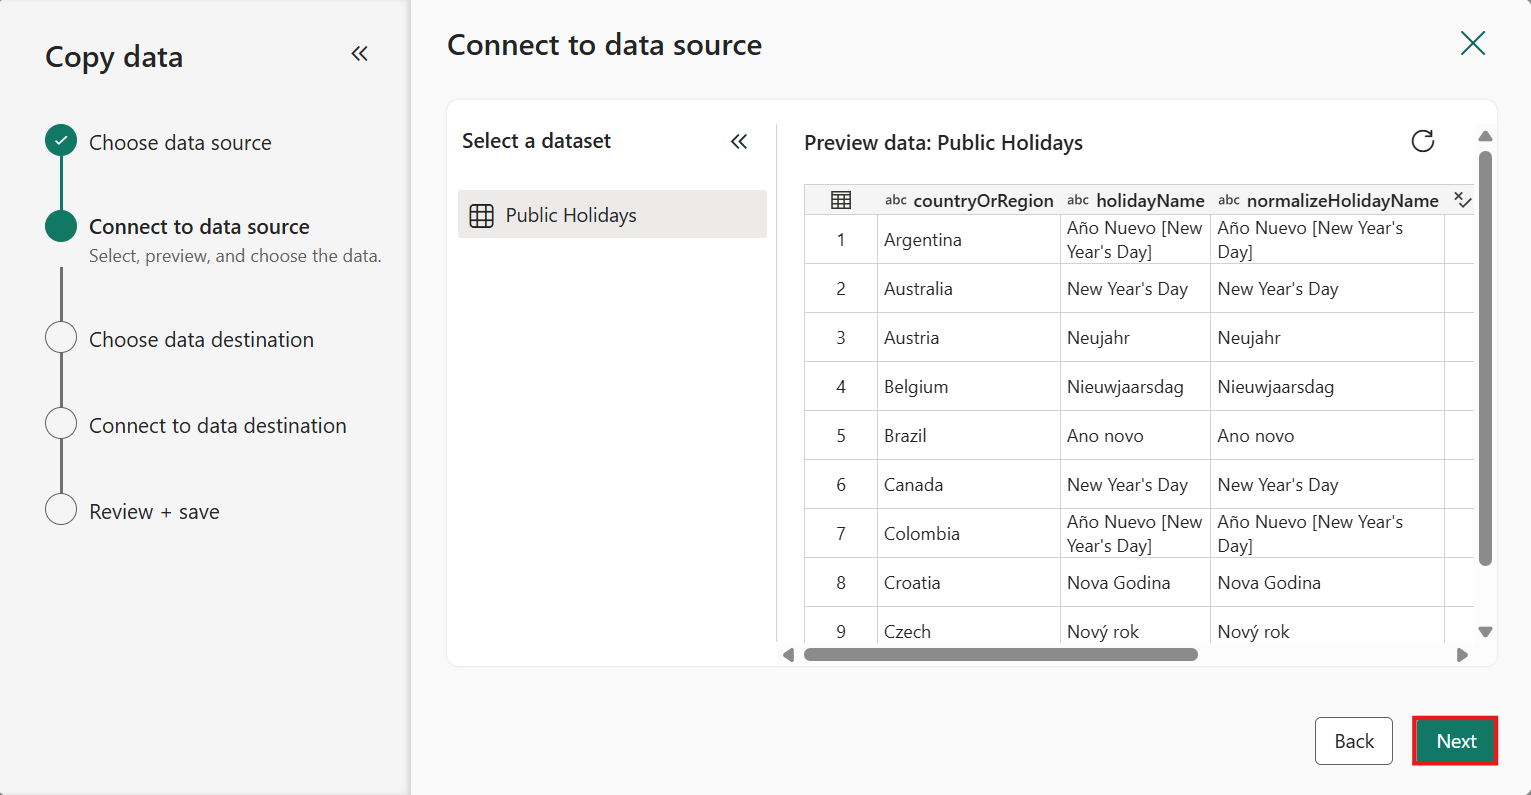 Copy data
Choose data source
Connect to data source
Select, preview, and choose the data.
Choose data destination
Connect to data destination
Review + save
Connect to data source
Select a dataset
Public Holidays
Preview data: Public Holidays
abc countryOrRegion abc holidayName abc normalizeHolidayName
1 Argentina Año Nuevo [New Year's Day] Año Nuevo [New Year's Day]
2 Australia New Year's Day New Year's Day
3 Austria Neujahr Neujahr
4 Belgium Nieuwjaarsdag Nieuwjaarsdag
5 Brazil Ano novo Ano novo
6 Canada New Year's Day New Year's Day
7 Colombia Año Nuevo [New Year's Day] Año Nuevo [New Year's Day]
8 Croatia Nova Godina Nova Godina
9 Czech Nový rok Nový rok
Back Next